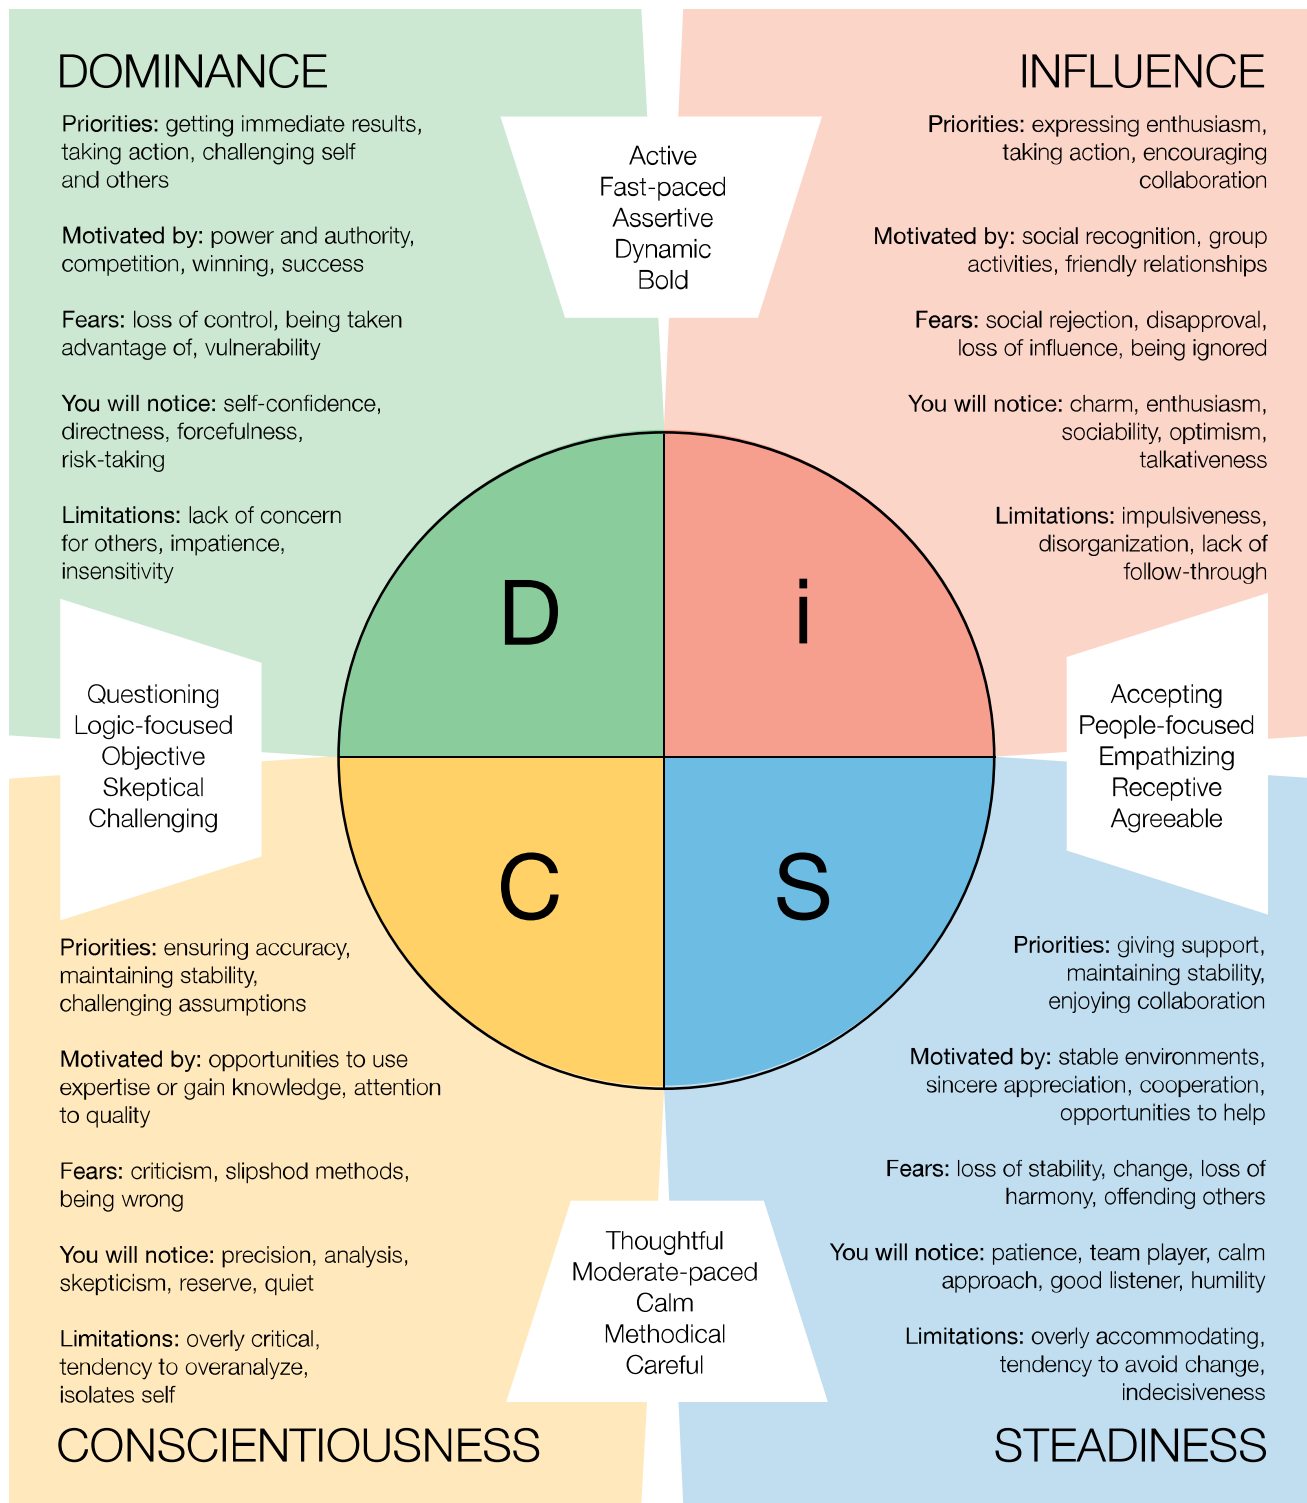 DOMINANCE
Priorities: getting immediate results,
taking action, challenging self
and others
Motivated by: power and authority,
competition, winning, success
Fears: loss of control, being taken
advantage of, vulnerability
You will notice: self-confidence,
directness, forcefulness,
risk-taking
Limitations: lack of concern
for others, impatience,
insensitivity
Active
Fast-paced
Assertive
Dynamic
Bold
INFLUENCE
Priorities: expressing enthusiasm,
taking action, encouraging
collaboration
Motivated by: social recognition, group
activities, friendly relationships
Fears: social rejection, disapproval,
loss of influence, being ignored
You will notice: charm, enthusiasm,
sociability, optimism,
talkativeness
Limitations: impulsiveness,
disorganization, lack of
follow-through
D
i
Questioning
Logic-focused
Objective
Skeptical
Challenging
Accepting
People-focused
Empathizing
Receptive
Agreeable
C
S
Priorities: ensuring accuracy,
maintaining stability,
challenging assumptions
Motivated by: opportunities to use
expertise or gain knowledge, attention
to quality
Fears: criticism, slipshod methods,
being wrong
You will notice: precision, analysis,
skepticism, reserve, quiet
Limitations: overly critical,
tendency to overanalyze,
isolates self
CONSCIENTIOUSNESS
Thoughtful
Moderate-paced
Calm
Methodical
Careful
Priorities: giving support,
maintaining stability,
enjoying collaboration
Motivated by: stable environments,
sincere appreciation, cooperation,
opportunities to help
Fears: loss of stability, change, loss of
harmony, offending others
You will notice: patience, team player, calm
approach, good listener, humility
Limitations: overly accommodating,
tendency to avoid change,
indecisiveness
STEADINESS